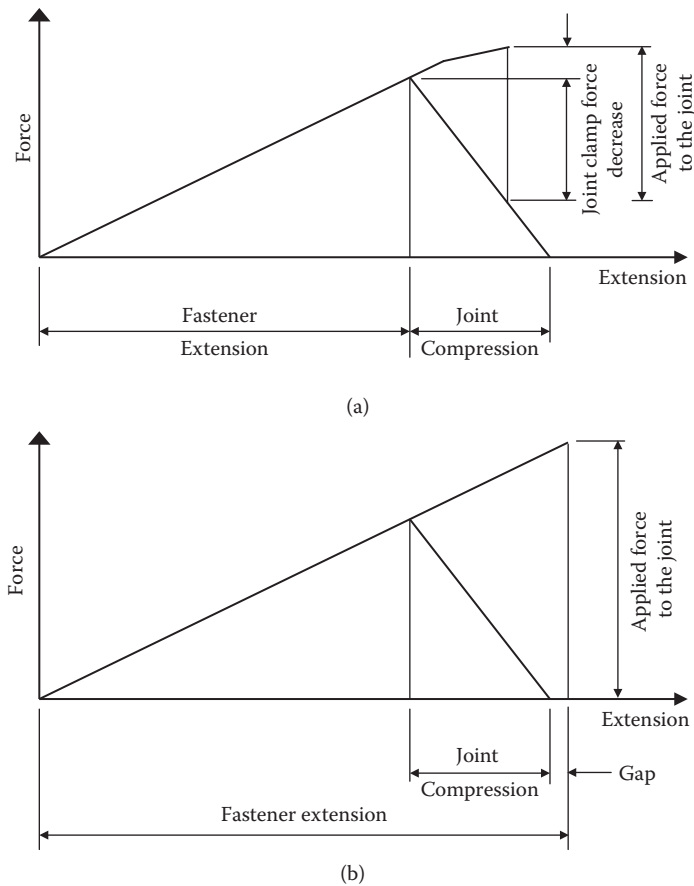 Force
Joint clamp force
decrease
Applied force
to the joint
Extension
Fastener
Extension
Joint
Compression
(a)
Force
Applied force
to the joint
Extension
Joint
Compression
Gap
Fastener extension
(b)